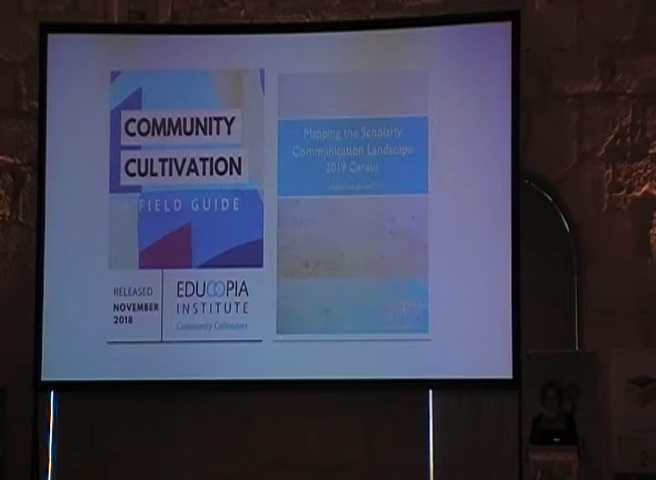 COMMUNITY
CULTIVATION
A FIELD GUIDE
RELEASED
NOVEMBER
2018
EDUCOPIA
INSTITUTE
Community Cultivators
Mapping the Scholarly
Communication Landscape
2019 Census